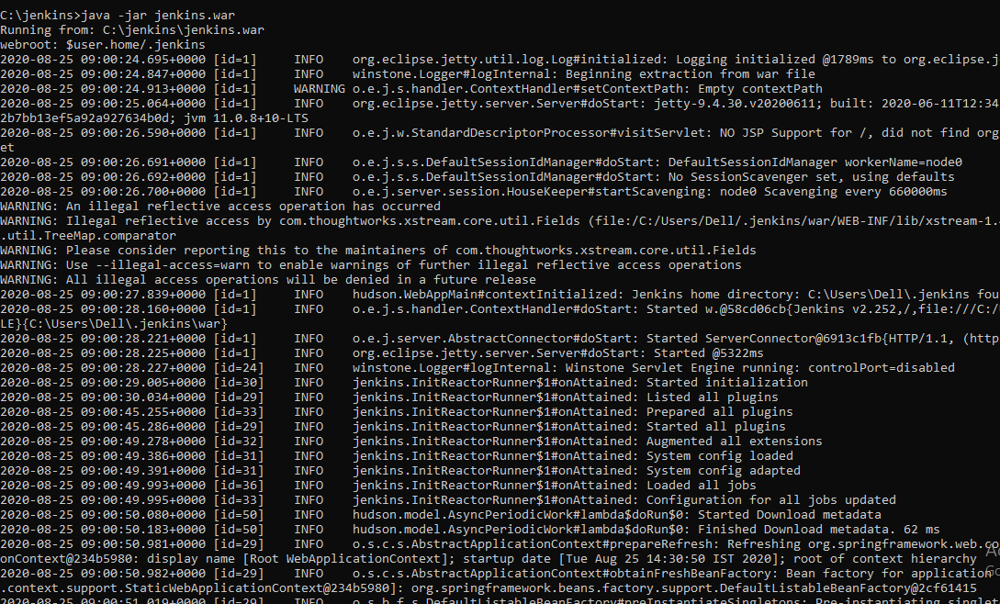 C:\jenkins>java -jar jenkins.war
Running from: C:\jenkins\jenkins.war
webroot: $user.home/.jenkins
2020-08-25 09:00:24.695+0000 [id=1]     INFO    org.eclipse.jetty.util.log.Log#initialized: Logging initialized @1789ms to org.eclipse.j
2020-08-25 09:00:24.847+0000 [id=1]     INFO    winstone.Logger#logInternal: Beginning extraction from war file
2020-08-25 09:00:24.913+0000 [id=1]     WARNING o.e.j.s.handler.ContextHandler#setContextPath: Empty contextPath
2020-08-25 09:00:25.064+0000 [id=1]     INFO    org.eclipse.jetty.server.Server#doStart: jetty-9.4.30.v20200611; built: 2020-06-11T12:34
2b7bb13ef5a92a927634b0d; jvm 11.0.8+10-LTS
2020-08-25 09:00:26.590+0000 [id=1]     INFO    o.e.j.w.StandardDescriptorProcessor#visitServlet: NO JSP Support for /, did not find org
et
2020-08-25 09:00:26.691+0000 [id=1]     INFO    o.e.j.s.s.DefaultSessionIdManager#doStart: DefaultSessionIdManager workerName=node0
2020-08-25 09:00:26.692+0000 [id=1]     INFO    o.e.j.s.s.DefaultSessionIdManager#doStart: No SessionScavenger set, using defaults
2020-08-25 09:00:26.700+0000 [id=1]     INFO    o.e.j.server.session.HouseKeeper#startScavenging: node0 Scavenging every 660000ms
WARNING: An illegal reflective access operation has occurred
WARNING: Illegal reflective access by com.thoughtworks.xstream.core.util.Fields (file:/C:/Users/Dell/.jenkins/war/WEB-INF/lib/xstream-1.
.util.TreeMap.comparator
WARNING: Please consider reporting this to the maintainers of com.thoughtworks.xstream.core.util.Fields
WARNING: Use --illegal-access=warn to enable warnings of further illegal reflective access operations
WARNING: All illegal access operations will be denied in a future release
2020-08-25 09:00:27.839+0000 [id=1]     INFO    hudson.WebAppMain#contextInitialized: Jenkins home directory: C:\Users\Dell\.jenkins fou
2020-08-25 09:00:28.160+0000 [id=1]     INFO    o.e.j.s.handler.ContextHandler#doStart: Started w.@58cd06cb{Jenkins v2.252,/,file:///C:/
LE}{C:\Users\Dell\.jenkins\war}
2020-08-25 09:00:28.221+0000 [id=1]     INFO    o.e.j.server.AbstractConnector#doStart: Started ServerConnector@6913c1fb{HTTP/1.1, (http
2020-08-25 09:00:28.225+0000 [id=1]     INFO    org.eclipse.jetty.server.Server#doStart: Started @5322ms
2020-08-25 09:00:28.227+0000 [id=24]    INFO    winstone.Logger#logInternal: Winstone Servlet Engine running: controlPort=disabled
2020-08-25 09:00:29.005+0000 [id=30]    INFO    jenkins.InitReactorRunner$1#onAttained: Started initialization
2020-08-25 09:00:30.034+0000 [id=29]    INFO    jenkins.InitReactorRunner$1#onAttained: Listed all plugins
2020-08-25 09:00:45.255+0000 [id=33]    INFO    jenkins.InitReactorRunner$1#onAttained: Prepared all plugins
2020-08-25 09:00:45.286+0000 [id=29]    INFO    jenkins.InitReactorRunner$1#onAttained: Started all plugins
2020-08-25 09:00:49.278+0000 [id=32]    INFO    jenkins.InitReactorRunner$1#onAttained: Augmented all extensions
2020-08-25 09:00:49.386+0000 [id=31]    INFO    jenkins.InitReactorRunner$1#onAttained: System config loaded
2020-08-25 09:00:49.391+0000 [id=31]    INFO    jenkins.InitReactorRunner$1#onAttained: System config adapted
2020-08-25 09:00:49.993+0000 [id=36]    INFO    jenkins.InitReactorRunner$1#onAttained: Loaded all jobs
2020-08-25 09:00:49.995+0000 [id=33]    INFO    jenkins.InitReactorRunner$1#onAttained: Configuration for all jobs updated
2020-08-25 09:00:50.080+0000 [id=50]    INFO    hudson.model.AsyncPeriodicWork#lambda$doRun$0: Started Download metadata
2020-08-25 09:00:50.183+0000 [id=50]    INFO    hudson.model.AsyncPeriodicWork#lambda$doRun$0: Finished Download metadata. 62 ms
2020-08-25 09:00:50.981+0000 [id=29]    INFO    o.s.c.s.AbstractApplicationContext#prepareRefresh: Refreshing org.springframework.web.co
onContext@234b5980: display name [Root WebApplicationContext]; startup date [Tue Aug 25 14:30:50 IST 2020]; root of context hierarchy
2020-08-25 09:00:50.982+0000 [id=29]    INFO    o.s.c.s.AbstractApplicationContext#obtainFreshBeanFactory: Bean factory for application
.context.support.StaticWebApplicationContext@234b5980]: org.springframework.beans.factory.support.DefaultListableBeanFactory@2cf61415
2020-08-25 09:00:51.019+0000 [id=29]    INFO    o.s.b.f.s.DefaultListableBeanFactory#preInstantiateSingletons: Pre-instantiating singlet